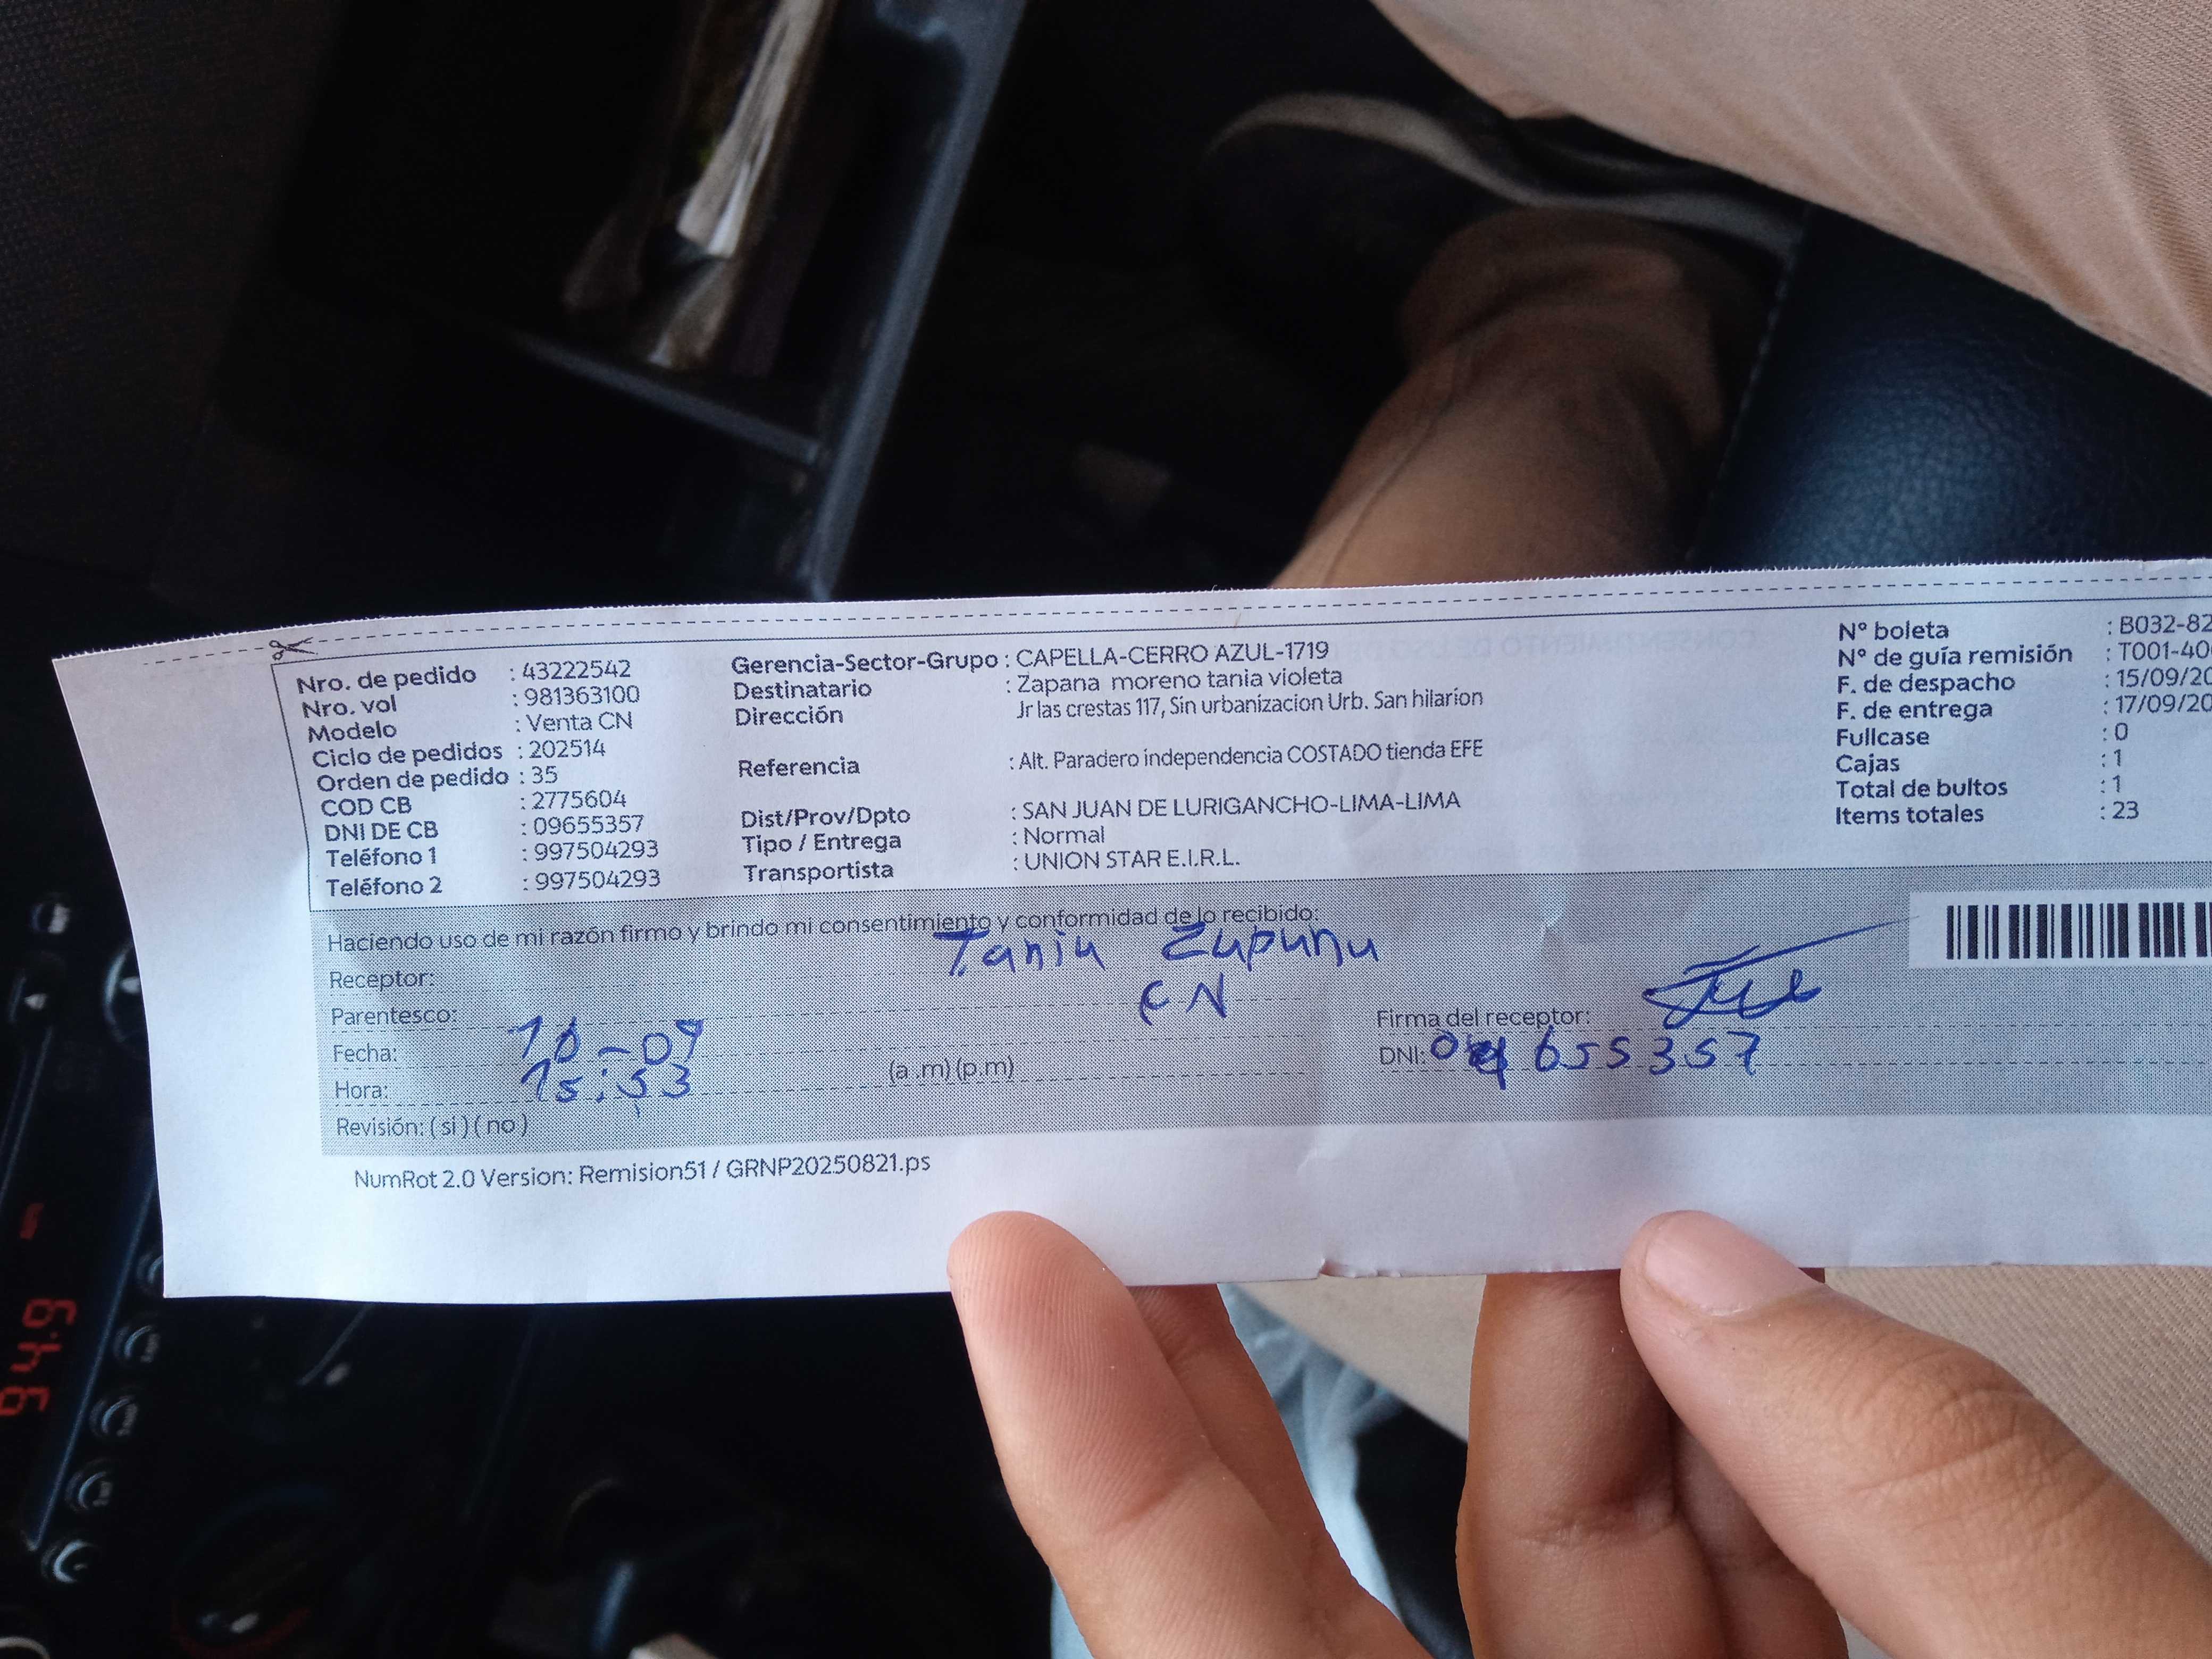 Nro. de pedido : 43222542
Nro. vol : 981363100
Modelo : Venta CN
Ciclo de pedidos : 202514
Orden de pedido : 35
COD CB : 2775604
DNI DE CB : 09655357
Teléfono 1 : 997504293
Teléfono 2 : 997504293
Gerencia-Sector-Grupo : CAPELLA-CERRO AZUL-1719
Destinatario : Zapana moreno tania violeta
Dirección Jr las crestas 117, Sin urbanizacion Urb. San hilarion
Referencia : Alt. Paradero independencia COSTADO tienda EFE
Dist/Prov/Dpto : SAN JUAN DE LURIGANCHO-LIMA-LIMA
Tipo / Entrega : Normal
Transportista : UNION STAR E.I.R.L.
N° boleta : B032-82
N° de guía remisión : T001-40
F. de despacho : 15/09/20
F. de entrega : 17/09/20
Fullcase : 0
Cajas : 1
Total de bultos : 1
Items totales : 23
Haciendo uso de mi razón firmo y brindo mi consentimiento y conformidad de lo recibido:
Receptor: Tania Zapana
Parentesco: CN
Fecha: -09
Hora: 15:53 (a .m) (p.m)
Revisión: ( si ) ( no )
Firma del receptor:
DNI: 09655357
NumRot 2.0 Version: Remision51 / GRNP20250821.ps